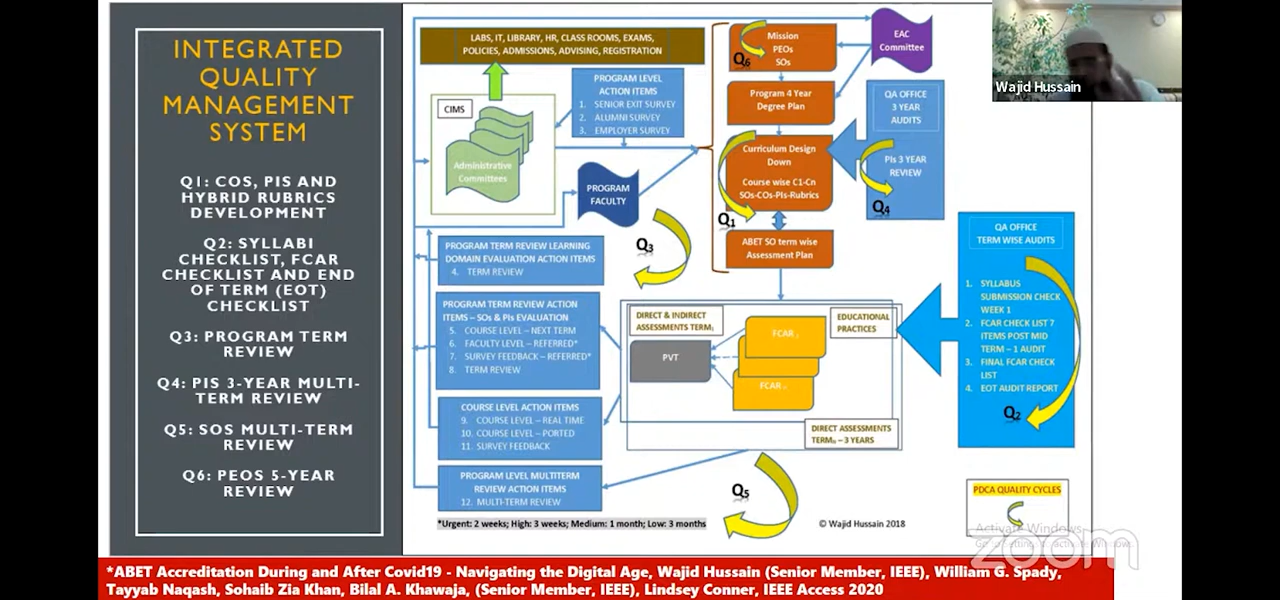 INTEGRATED
QUALITY
MANAGEMENT
SYSTEM
Q1: COS, PIS AND
HYBRID RUBRICS
DEVELOPMENT
Q2: SYLLABI
CHECKLIST, FCAR
CHECKLIST AND END
OF TERM (EOT)
CHECKLIST
Q3: PROGRAM TERM
REVIEW
Q4: PIS 3-YEAR MULTI-
TERM REVIEW
Q5: SOS MULTI-TERM
REVIEW
Q6: PEOS 5-YEAR
REVIEW
LABS, IT, LIBRARY, HR, CLASS ROOMS, EXAMS,
POLICIES, ADMISSIONS, ADVISING, REGISTRATION
CIMS
Administrative
Committees
PROGRAM LEVEL
ACTION ITEMS
1. SENIOR EXIT SURVEY
2. ALUMNI SURVEY
3. EMPLOYER SURVEY
PROGRAM
FACULTY
Q3
PROGRAM TERM REVIEW LEARNING
DOMAIN EVALUATION ACTION ITEMS
4. TERM REVIEW
PROGRAM TERM REVIEW ACTION
ITEMS – SOs & PIs EVALUATION
5. COURSE LEVEL – NEXT TERM
6. FACULTY LEVEL – REFERRED*
7. SURVEY FEEDBACK – REFERRED*
8. TERM REVIEW
COURSE LEVEL ACTION ITEMS
9. COURSE LEVEL – REAL TIME
10. COURSE LEVEL – PORTED
11. SURVEY FEEDBACK
PROGRAM LEVEL MULTITERM
REVIEW ACTION ITEMS
12. MULTI-TERM REVIEW
*Urgent: 2 weeks; High: 3 weeks; Medium: 1 month; Low: 3 months
Mission
PEOs
SOs
Q6
Program 4 Year
Degree Plan
Curriculum Design
Down
Course wise C1-Cn
SOs-COs-PIs-Rubrics
Q1
ABET SO term wise
Assessment Plan
EAC
Committee
QA OFFICE
3 YEAR
AUDITS
PIs 3 YEAR
REVIEW
Q4
DIRECT & INDIRECT
ASSESSMENTS TERM1
EDUCATIONAL
PRACTICES
PVT
FCAR
FCAR
DIRECT ASSESSMENTS
TERMn – 3 YEARS
Q5
© Wajid Hussain 2018
QA OFFICE
TERM WISE AUDITS
1. SYLLABUS
SUBMISSION CHECK
WEEK 1
2. FCAR CHECK LIST 7
ITEMS POST MID
TERM – 1 AUDIT
3. FINAL FCAR CHECK
LIST
4. EOT AUDIT REPORT
Q2
PDCA QUALITY CYCLES
Activate Windows
zoom
Wajid Hussain
*ABET Accreditation During and After Covid19 - Navigating the Digital Age, Wajid Hussain (Senior Member, IEEE), William G. Spady,
Tayyab Naqash, Sohaib Zia Khan, Bilal A. Khawaja, (Senior Member, IEEE), Lindsey Conner, IEEE Access 2020